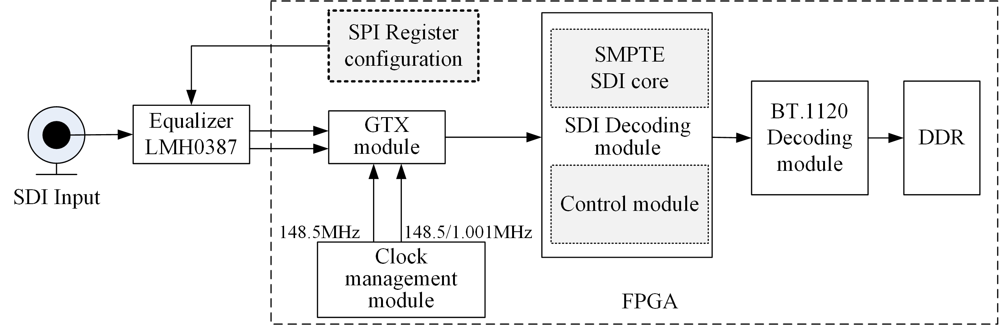 SPI Register
configuration
SMPTE
SDI core
SDI Decoding
module
Control module
Equalizer
LMH0387
GTX
module
BT.1120
Decoding
module
DDR
SDI Input
148.5MHz
148.5/1.001MHz
Clock
management
module
FPGA